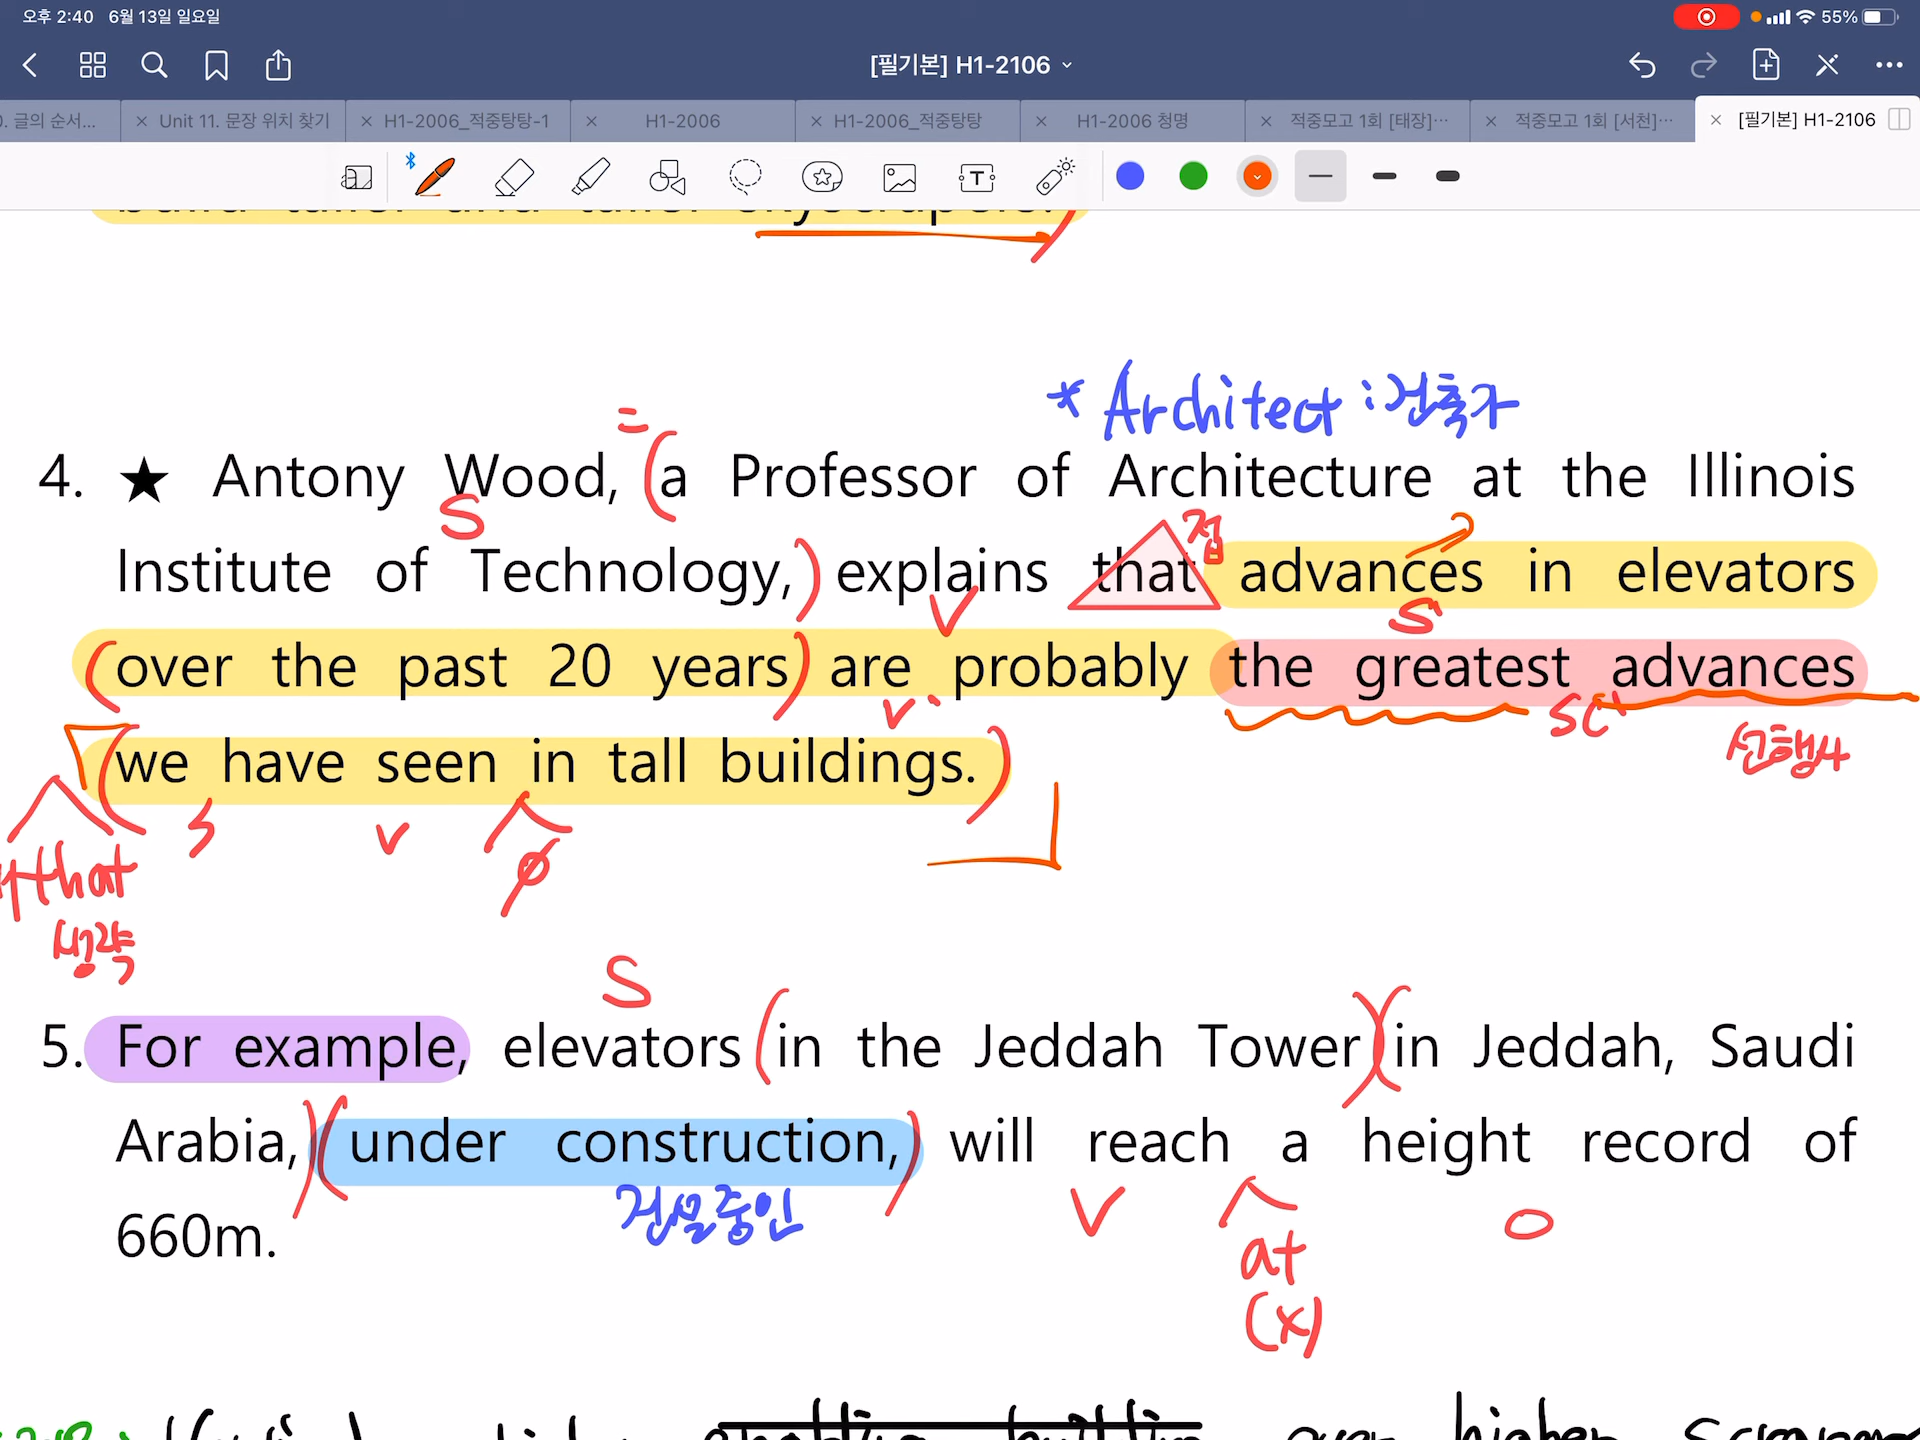 오후 2:40 6월 13일 일요일
55%
[필기본] H1-2106
글의 순서...
× Unit 11. 문장 위치 찾기
× H1-2006_적중탕탕-1
× H1-2006
× H1-2006_적중탕탕
× H1-2006 청명
× 적중모고 1회 [태장]...
× 적중모고 1회 [서천]...
× [필기본] H1-2106
* Architect : 건축가
=
4. ★ Antony Wood, (a Professor of Architecture at the Illinois
S
접
Institute of Technology,) explains that advances in elevators
V
S'
(over the past 20 years) are probably the greatest advances
V'
SC'
선행사
(we have seen in tall buildings.)
that
생략
S
V
ø
S
5. For example, elevators (in the Jeddah Tower)(in Jeddah, Saudi
Arabia,)(under construction,) will reach a height record of
건설중인
V
at
(x)
O
660m.